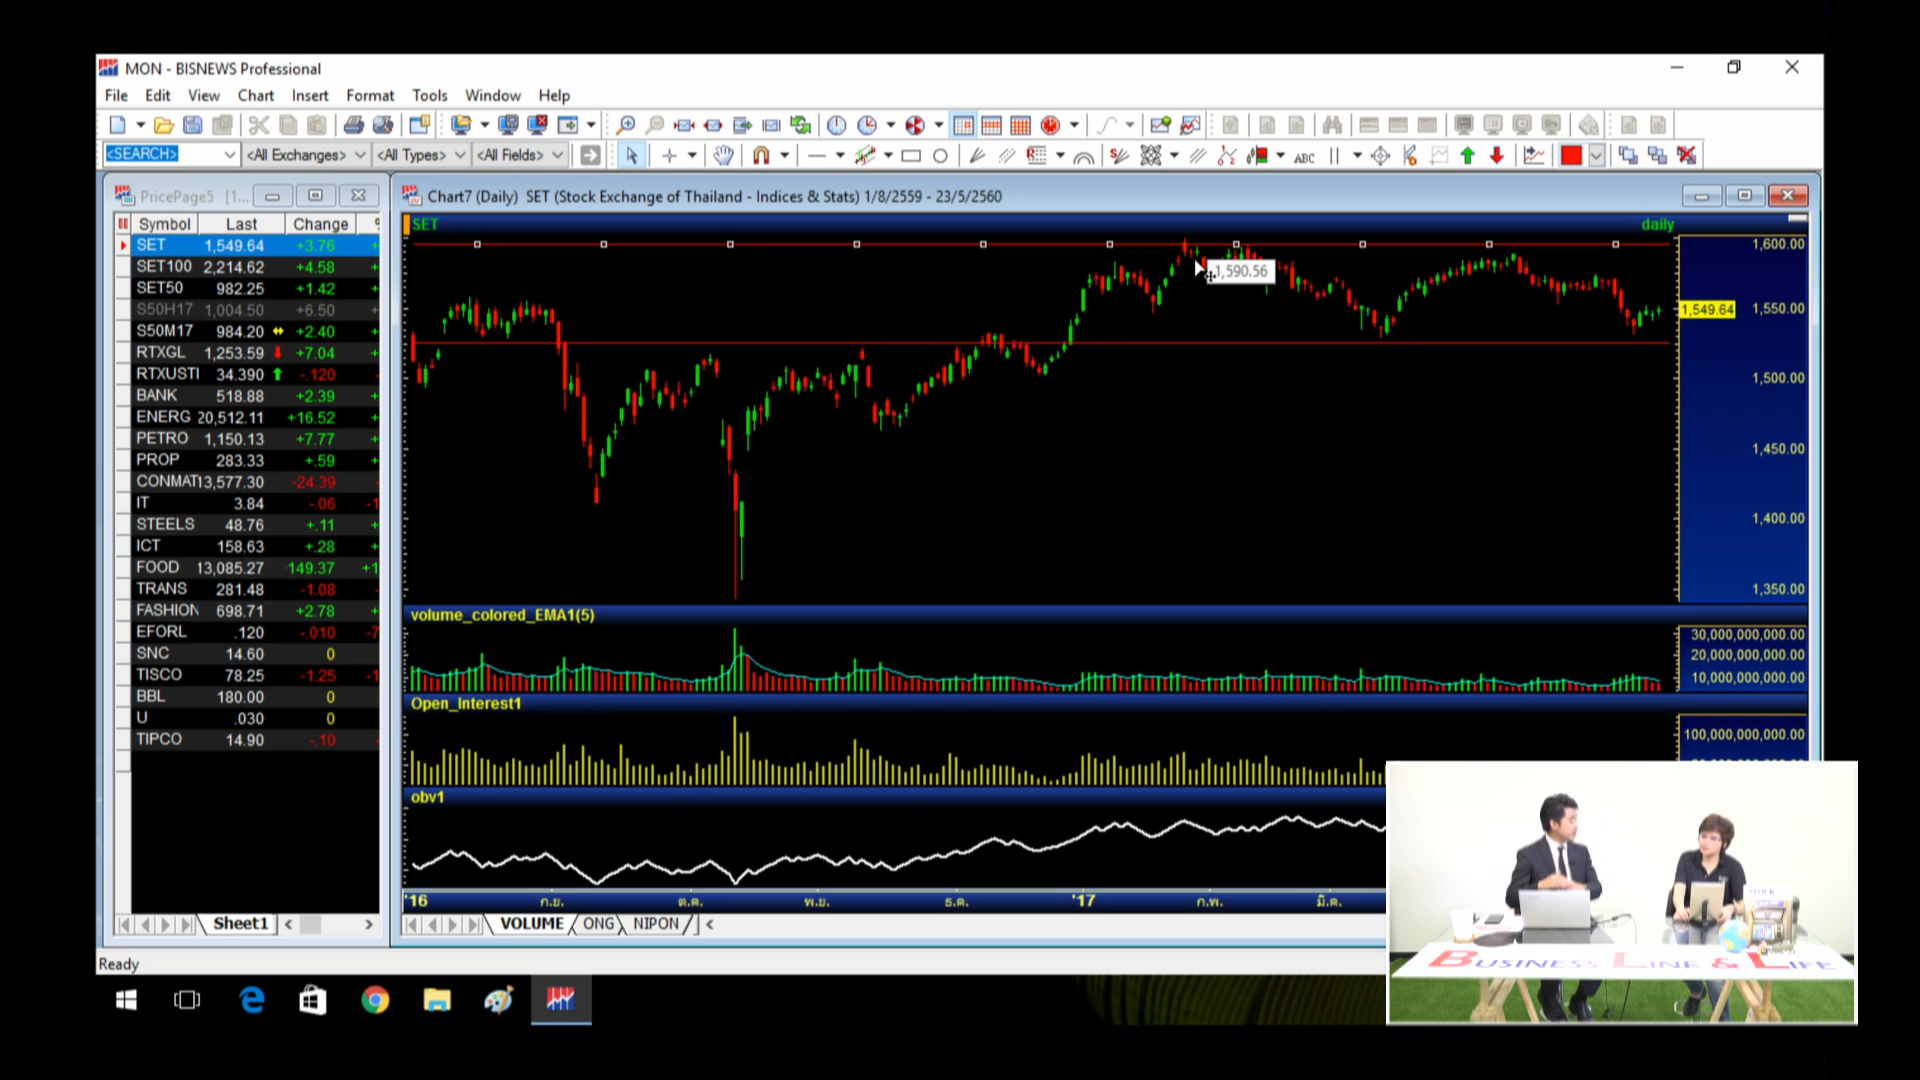 MON - BISNEWS Professional
File Edit View Chart Insert Format Tools Window Help
<SEARCH> <All Exchanges> <All Types> <All Fields> ABC
PricePage5 [1...
Symbol Last Change %
SET 1,549.64 +3.76 +
SET100 2,214.62 +4.58 +
SET50 982.25 +1.42 +
S50H17 1,004.50 +6.50 +
S50M17 984.20 +2.40 +
RTXGL 1,253.59 +7.04 +
RTXUSTI 34.390 -.120 -
BANK 518.88 +2.39 +
ENERG 20,512.11 +16.52 +
PETRO 1,150.13 +7.77 +
PROP 283.33 +.59 +
CONMAT 13,577.30 -24.39 -
IT 3.84 -.06 -1
STEELS 48.76 +.11 +
ICT 158.63 +.28 +
FOOD 13,085.27 149.37 +1
TRANS 281.48 -1.08 -
FASHION 698.71 +2.78 +
EFORL .120 -.010 -7
SNC 14.60 0
TISCO 78.25 -1.25 -1
BBL 180.00 0
U .030 0
TIPCO 14.90 -.10 -
Sheet1
Chart7 (Daily) SET (Stock Exchange of Thailand - Indices & Stats) 1/8/2559 - 23/5/2560
SET daily
1,600.00
1,590.56
1,549.64 1,550.00
1,500.00
1,450.00
1,400.00
1,350.00
volume_colored_EMA1(5)
30,000,000,000.00
20,000,000,000.00
10,000,000,000.00
Open_Interest1
100,000,000,000.00
obv1
'16 ก.ย. ต.ค. พ.ย. ธ.ค. '17 ก.พ. มี.ค.
VOLUME ONG NIPON
Ready
BUSINESS LINE & LIFE